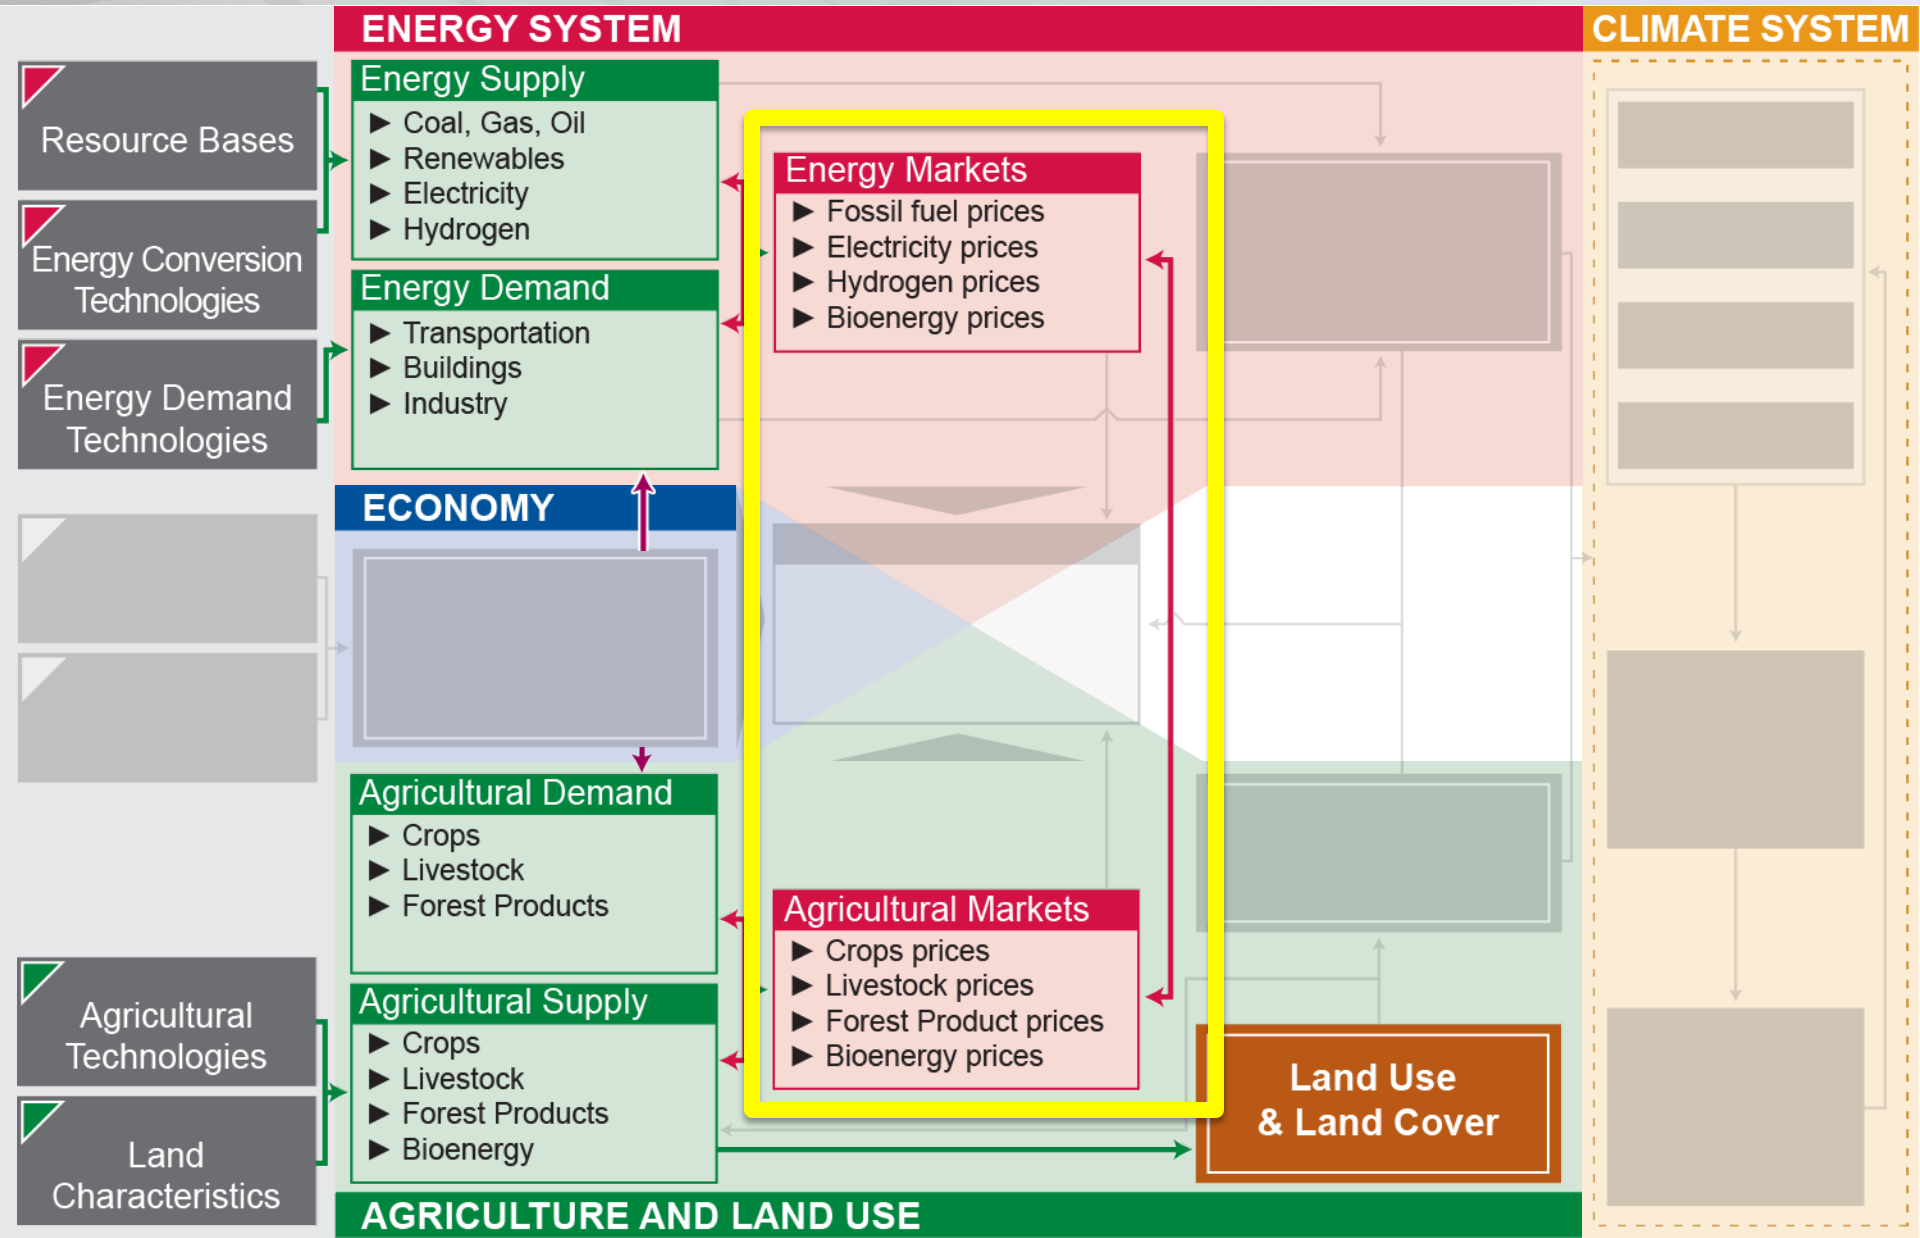 ENERGY SYSTEM
CLIMATE SYSTEM
Resource Bases
Energy Conversion
Technologies
Energy Demand
Technologies
Energy Supply
► Coal, Gas, Oil
► Renewables
► Electricity
► Hydrogen
Energy Demand
► Transportation
► Buildings
► Industry
Energy Markets
► Fossil fuel prices
► Electricity prices
► Hydrogen prices
► Bioenergy prices
ECONOMY
Agricultural Demand
► Crops
► Livestock
► Forest Products
Agricultural Technologies
Land
Characteristics
Agricultural Supply
► Crops
► Livestock
► Forest Products
► Bioenergy
Agricultural Markets
► Crops prices
► Livestock prices
► Forest Product prices
► Bioenergy prices
Land Use
& Land Cover
AGRICULTURE AND LAND USE